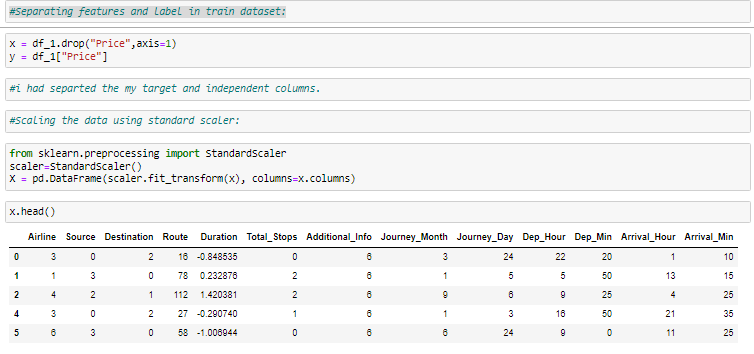 #Separating features and label in train dataset:
x = df_1.drop("Price",axis=1)
y = df_1["Price"]
#i had separted the my target and independent columns.
#Scaling the data using standard scaler:
from sklearn.preprocessing import StandardScaler
scaler=StandardScaler()
X = pd.DataFrame(scaler.fit_transform(x), columns=x.columns)
x.head()
Airline Source Destination Route Duration Total_Stops Additional_Info Journey_Month Journey_Day Dep_Hour Dep_Min Arrival_Hour Arrival_Min
0 3 0 2 16 -0.848535 0 6 3 24 22 20 1 10
1 1 3 0 78 0.232876 2 6 1 5 5 50 13 15
2 4 2 1 112 1.420381 2 6 9 6 9 25 4 25
4 3 0 2 27 -0.290740 1 6 1 3 16 50 21 35
5 6 3 0 58 -1.006944 0 6 6 24 9 0 11 25